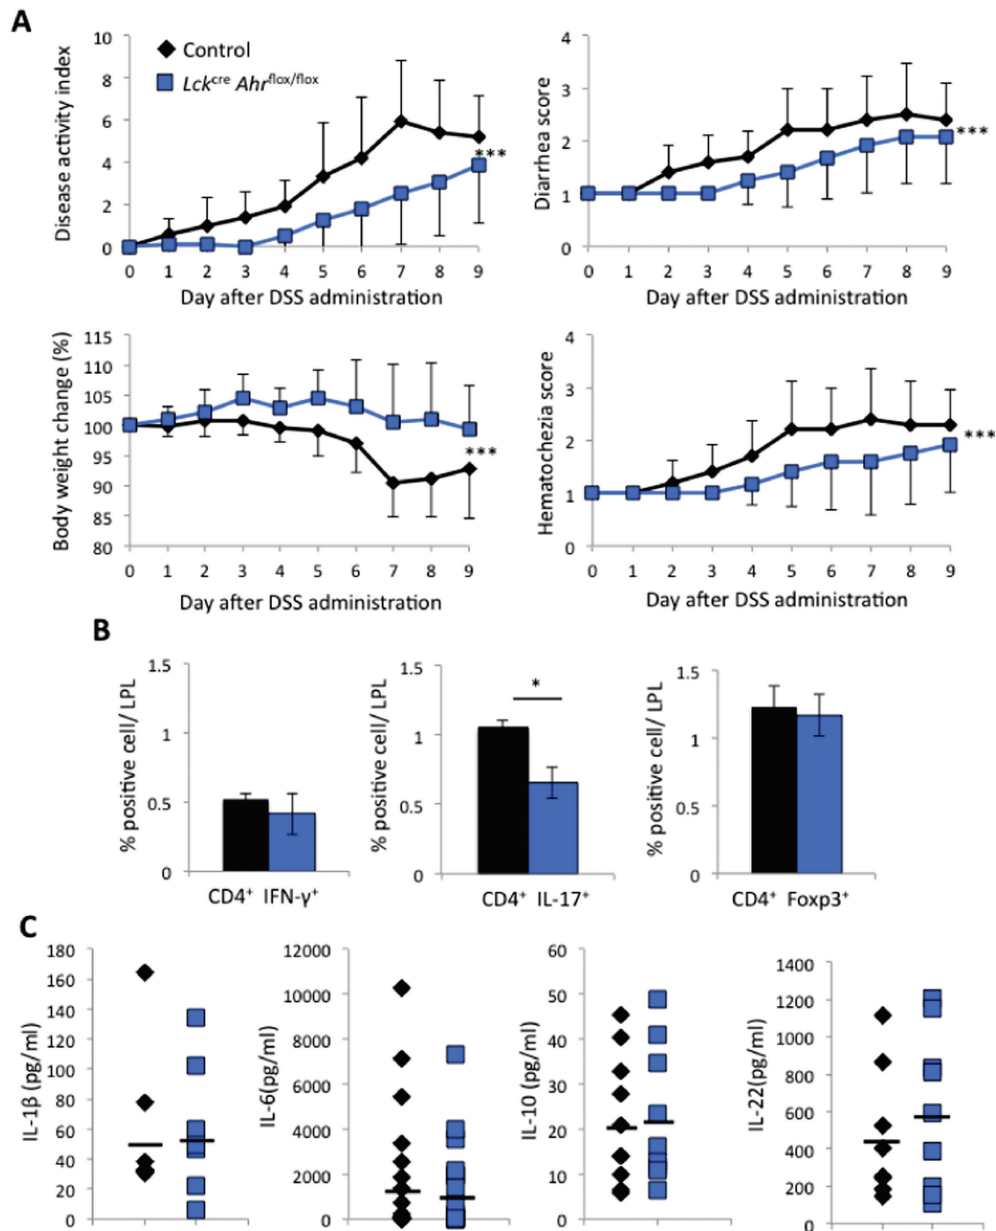 A
Disease activity index
10
8
6
4
2
0
Control
Lckcre Ahrflox/flox
***
0 1 2 3 4 5 6 7 8 9
Day after DSS administration
Diarrhea score
4
3
2
1
0
***
0 1 2 3 4 5 6 7 8 9
Day after DSS administration
Body weight change (%)
115
110
105
100
95
90
85
80
***
0 1 2 3 4 5 6 7 8 9
Day after DSS administration
Hematochezia score
4
3
2
1
0
***
0 1 2 3 4 5 6 7 8 9
Day after DSS administration
B
% positive cell/ LPL
1.5
1
0.5
0
CD4+ IFN-γ+
% positive cell/ LPL
1.5
1
0.5
0
*
CD4+ IL-17+
% positive cell/ LPL
1.5
1
0.5
0
CD4+ Foxp3+
C
IL-1β (pg/ml)
180
160
140
120
100
80
60
40
20
0
IL-6(pg/ml)
12000
10000
8000
6000
4000
2000
0
IL-10 (pg/ml)
60
50
40
30
20
10
0
IL-22(pg/ml)
1400
1200
1000
800
600
400
200
0